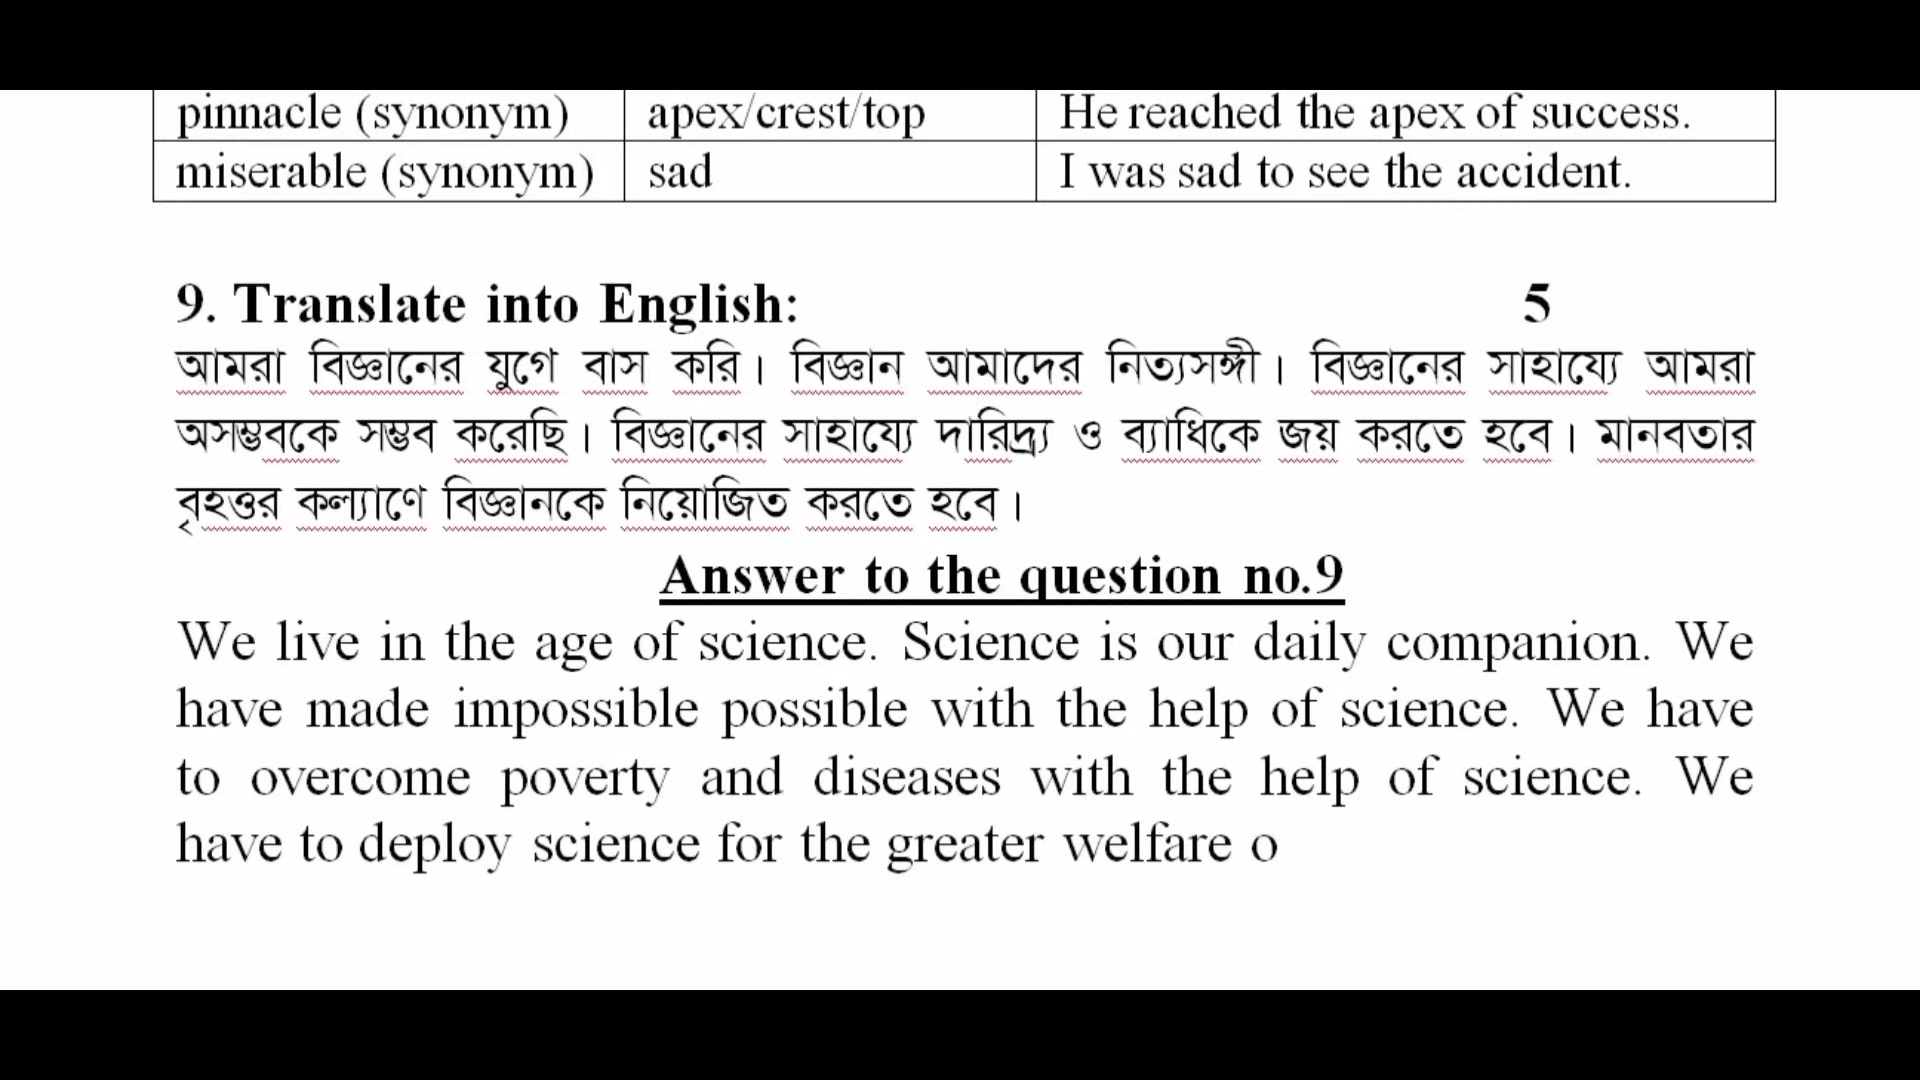 pinnacle (synonym) apex/crest/top He reached the apex of success.
miserable (synonym) sad I was sad to see the accident.
9. Translate into English: 5
আমরা বিজ্ঞানের যুগে বাস করি। বিজ্ঞান আমাদের নিত্যসঙ্গী। বিজ্ঞানের সাহায্যে আমরা
অসম্ভবকে সম্ভব করেছি। বিজ্ঞানের সাহায্যে দারিদ্র্য ও ব্যাধিকে জয় করতে হবে। মানবতার
বৃহত্তর কল্যাণে বিজ্ঞানকে নিয়োজিত করতে হবে।
Answer to the question no.9
We live in the age of science. Science is our daily companion. We
have made impossible possible with the help of science. We have
to overcome poverty and diseases with the help of science. We
have to deploy science for the greater welfare o